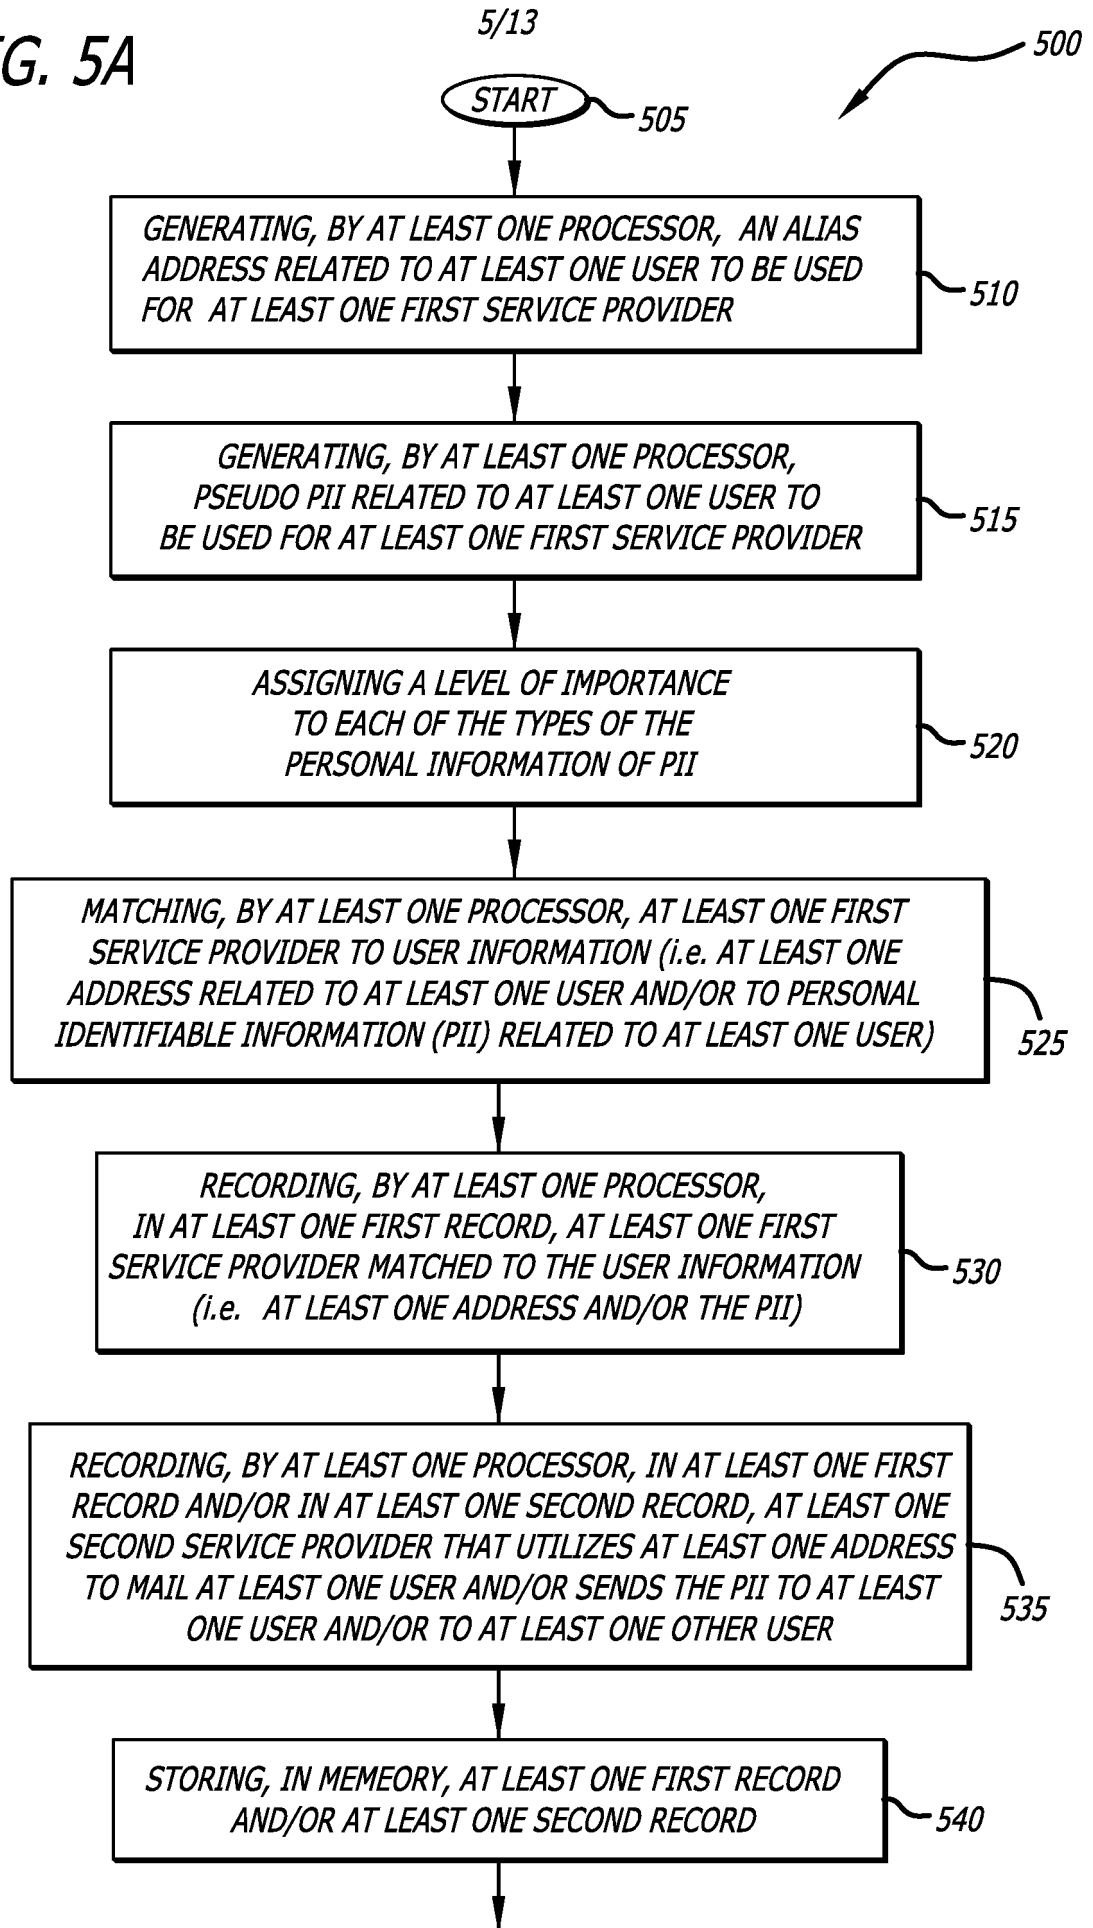 G. 5A
5/13
500
START
505
GENERATING, BY AT LEAST ONE PROCESSOR, AN ALIAS
ADDRESS RELATED TO AT LEAST ONE USER TO BE USED
FOR AT LEAST ONE FIRST SERVICE PROVIDER
510
GENERATING, BY AT LEAST ONE PROCESSOR,
PSEUDO PII RELATED TO AT LEAST ONE USER TO
BE USED FOR AT LEAST ONE FIRST SERVICE PROVIDER
515
ASSIGNING A LEVEL OF IMPORTANCE
TO EACH OF THE TYPES OF THE
PERSONAL INFORMATION OF PII
520
MATCHING, BY AT LEAST ONE PROCESSOR, AT LEAST ONE FIRST
SERVICE PROVIDER TO USER INFORMATION (i.e. AT LEAST ONE
ADDRESS RELATED TO AT LEAST ONE USER AND/OR TO PERSONAL
IDENTIFIABLE INFORMATION (PII) RELATED TO AT LEAST ONE USER)
525
RECORDING, BY AT LEAST ONE PROCESSOR,
IN AT LEAST ONE FIRST RECORD, AT LEAST ONE FIRST
SERVICE PROVIDER MATCHED TO THE USER INFORMATION
(i.e. AT LEAST ONE ADDRESS AND/OR THE PII)
530
RECORDING, BY AT LEAST ONE PROCESSOR, IN AT LEAST ONE FIRST
RECORD AND/OR IN AT LEAST ONE SECOND RECORD, AT LEAST ONE
SECOND SERVICE PROVIDER THAT UTILIZES AT LEAST ONE ADDRESS
TO MAIL AT LEAST ONE USER AND/OR SENDS THE PII TO AT LEAST
ONE USER AND/OR TO AT LEAST ONE OTHER USER
535
STORING, IN MEMEORY, AT LEAST ONE FIRST RECORD
AND/OR AT LEAST ONE SECOND RECORD
540